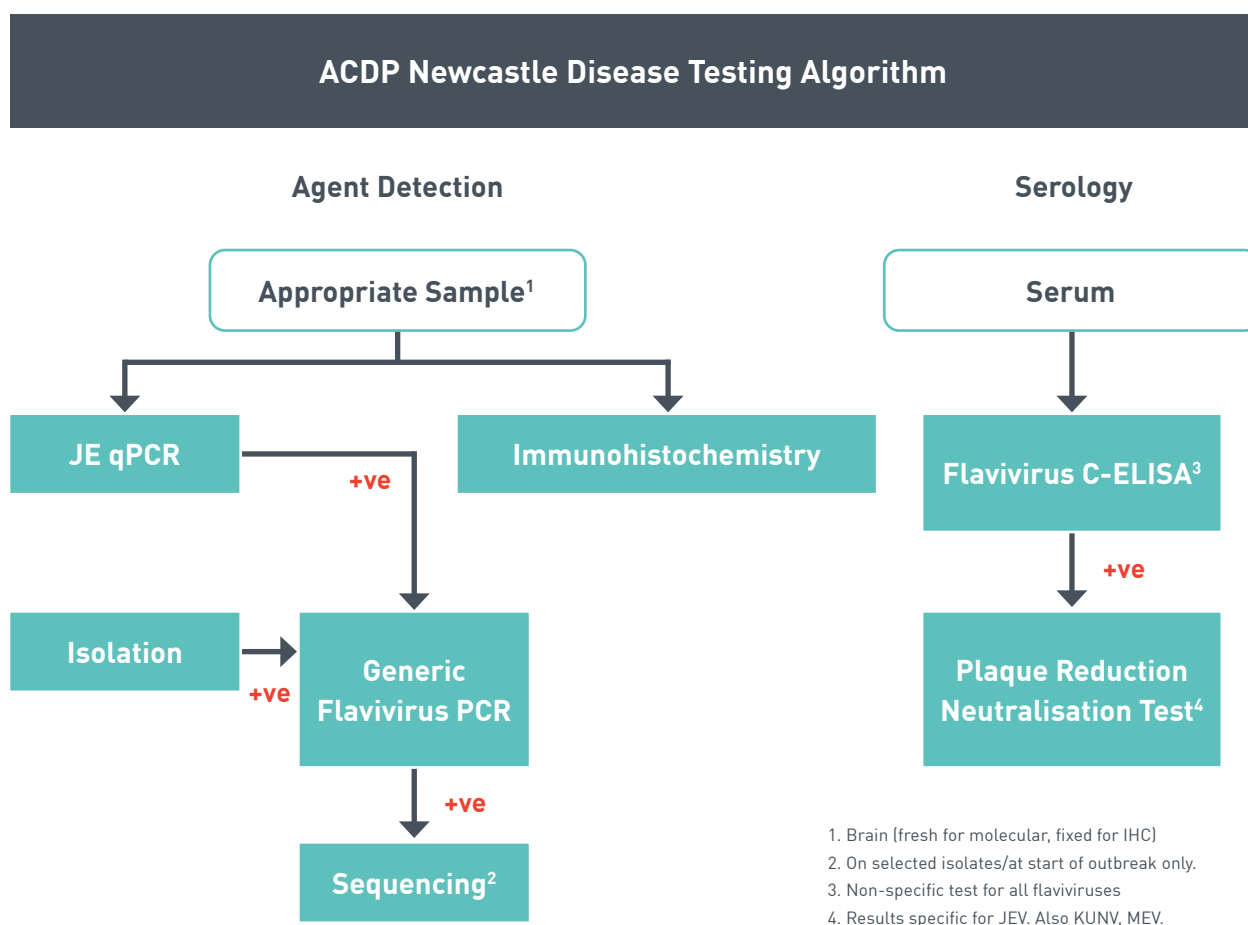 ACDP Newcastle Disease Testing Algorithm
Agent Detection
Serology
Appropriate Sample¹
Serum
JE qPCR
+ve
Immunohistochemistry
Flavivirus C-ELISA³
+ve
Isolation
+ve
Generic
Flavivirus PCR
Plaque Reduction
Neutralisation Test⁴
+ve
Sequencing²
1. Brain (fresh for molecular, fixed for IHC)
2. On selected isolates/at start of outbreak only.
3. Non-specific test for all flaviviruses
4. Results specific for JEV. Also KUNV, MEV.